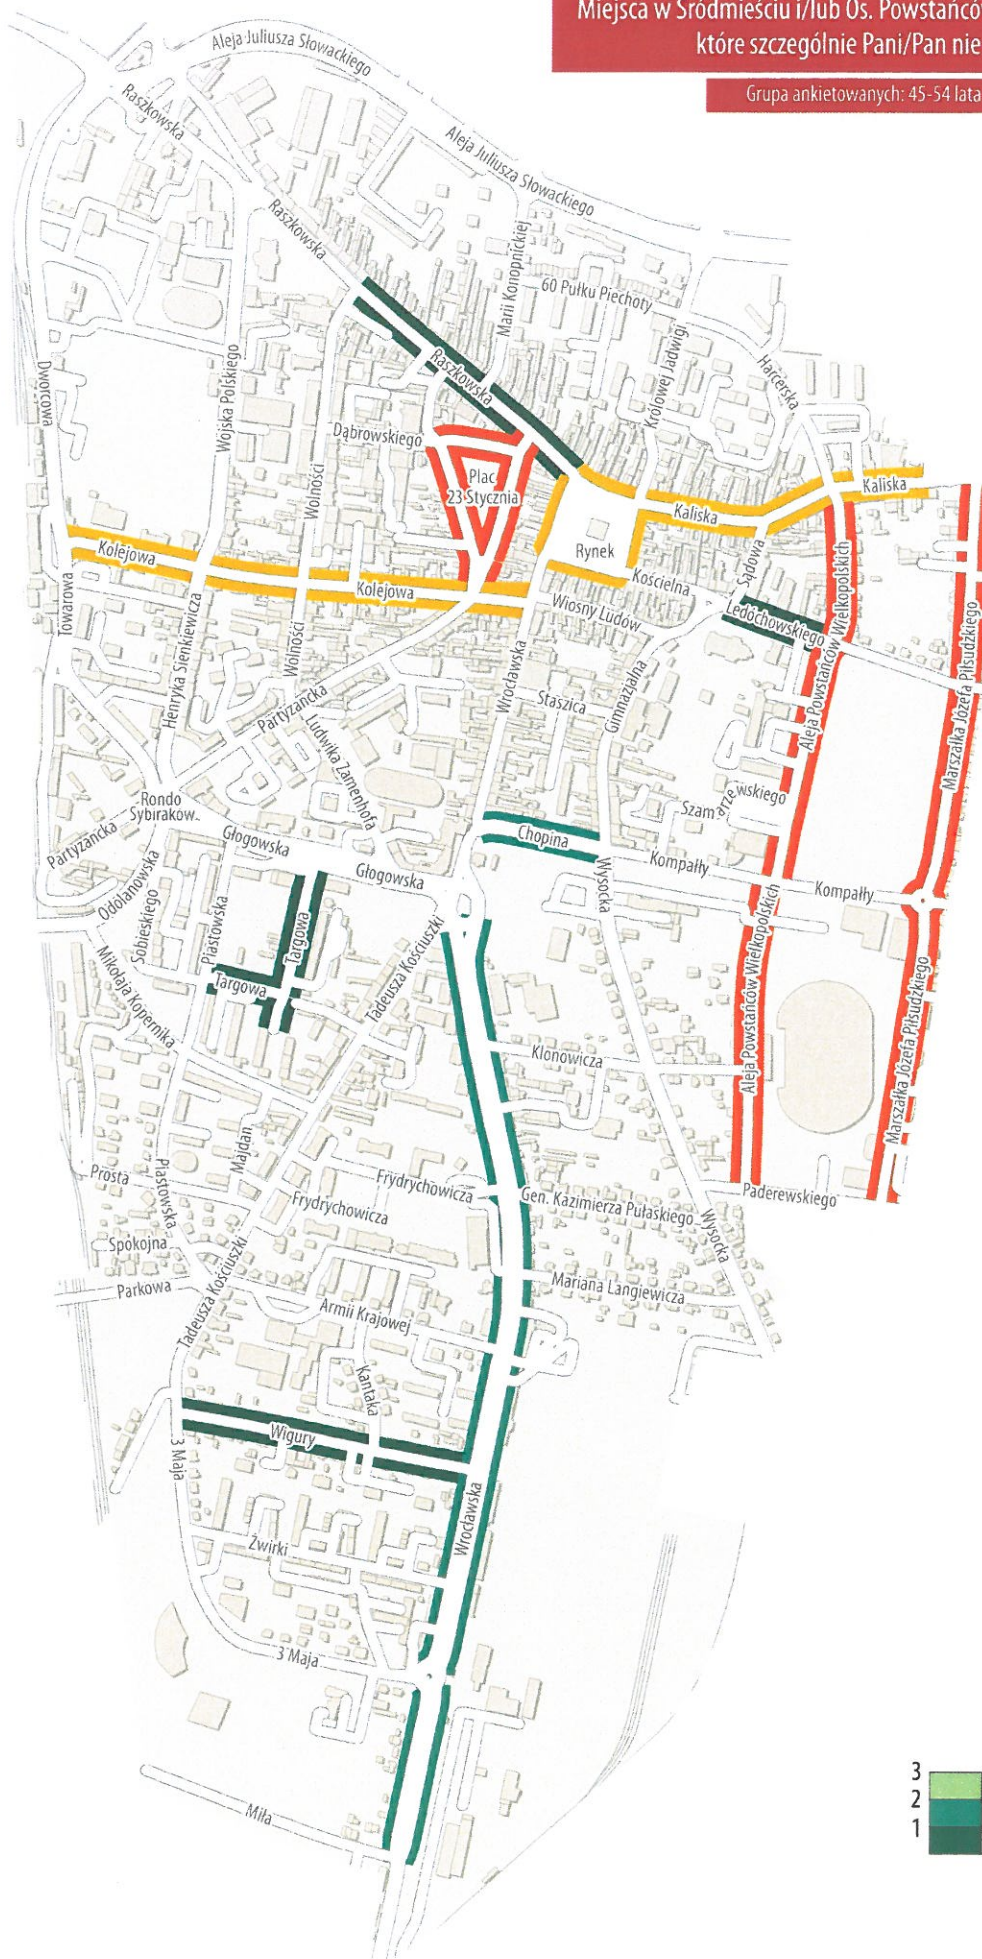 Miejsca w Śródmieściu i/lub Os. Powstańców
które szczególnie Pani/Pan nie
Grupa ankietowanych: 45-54 lata
Aleja Juliusza Słowackiego
Raszkowska
Aleja Juliusza Słowackiego
Raszkowska
Marii Konopnickiej
60 Pułku Piechoty
Królowej Jadwigi
Harcerska
Dworcowa
Wojska Polskiego
Raszkowska
Dąbrowskiego
Wolności
Plac
23 Stycznia
Kaliska
Kaliska
Rynek
Kolejowa
Kolejowa
Kościelna
Sądowa
Wiosny Ludów
Ledóchowskiego
Aleja Powstańców Wielkopolskich
Marszałka Józefa Piłsudzkiego
Towarowa
Henryka Sienkiewicza
Wolności
Partyzancka
Wrocławska
Staszica
Gimnazjalna
Ludwika Zamenhofa
Szamarzewskiego
Rondo
Sybiraków
Partyzancka
Głogowska
Głogowska
Chopina
Kompałły
Kompałły
Wysocka
Odolanowska
Sobieskiego
Piastowska
Targowa
Targowa
Mikołaja Kopernika
Tadeusza Kościuszki
Aleja Powstańców Wielkopolskich
Marszałka Józefa Piłsudzkiego
Klonowicza
Majdan
Prosta
Piastowska
Frydrychowicza
Frydrychowicza
Gen. Kazimierza Pułaskiego
Paderewskiego
Wysocka
Spokojna
Parkowa
Tadeusza Kościuszki
Mariana Langiewicza
Armii Krajowej
Kantaka
Wigury
3 Maja
Wrocławska
Żwirki
3 Maja
Miła
3
2
1